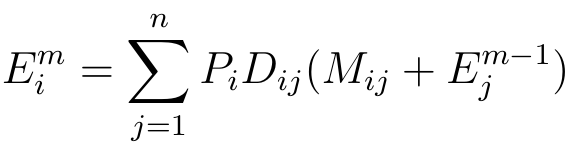 $E_i^m = \sum_{j=1}^{n} P_i D_{ij} (M_{ij} + E_j^{m-1})$